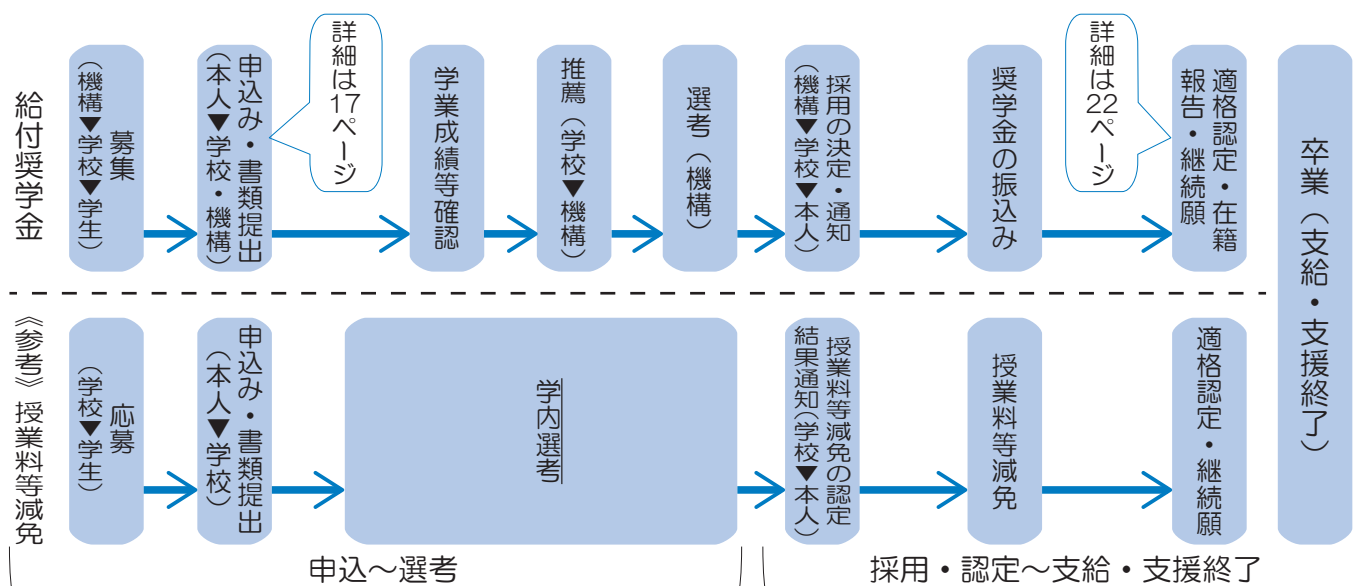 給付奨学金
募集
(機構▼学校▼学生)
申込み・書類提出
(本人▼学校・機構)
詳細は17ページ
学業成績等確認
推薦(学校▼機構)
選考(機構)
採用の決定・通知
(機構▼学校▼本人)
奨学金の振込み
詳細は22ページ
適格認定・在籍
報告・継続願
卒業(支給・支援終了)
《参考》授業料等減免
応募
(学校▼学生)
申込み・書類提出
(本人▼学校)
学内選考
授業料等減免の認定
結果通知(学校▼本人)
授業料等減免
適格認定・継続願
申込～選考
採用・認定～支給・支援終了